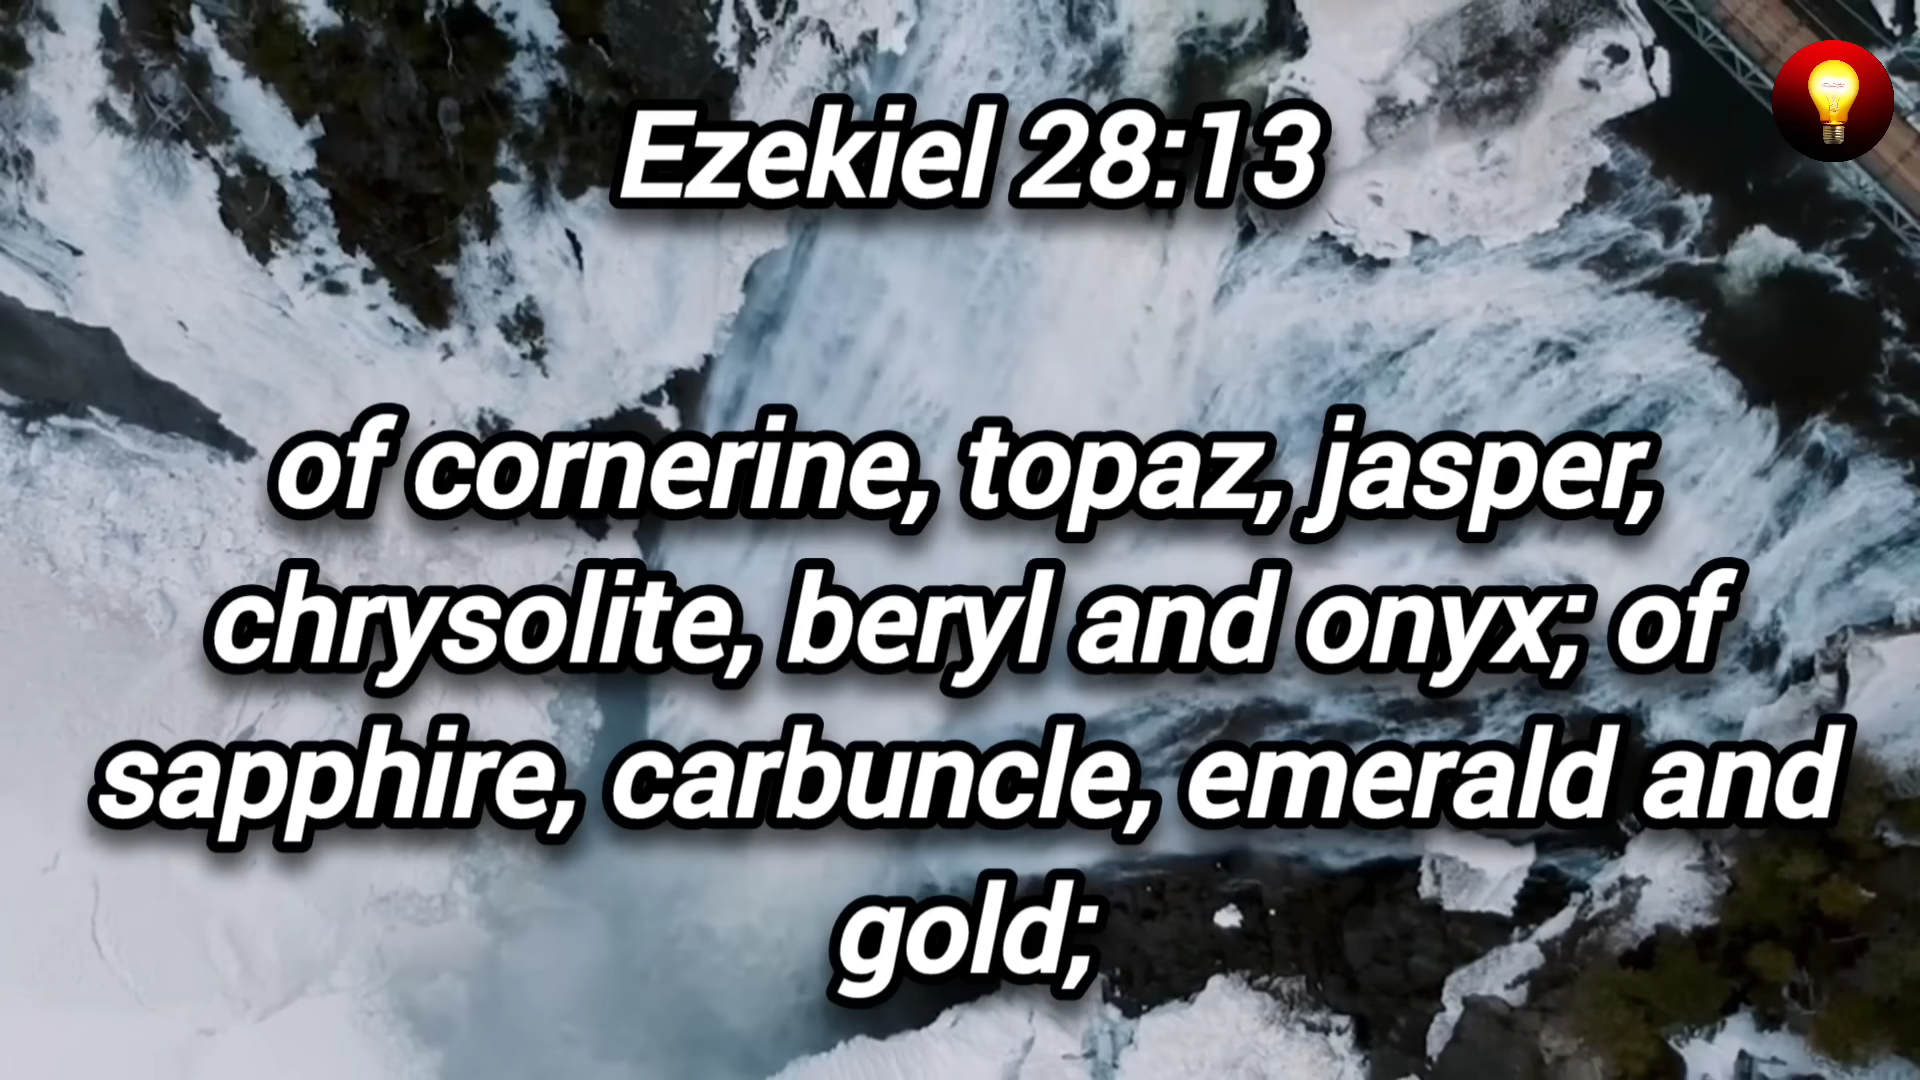 Ezekiel 28:13
of cornerine, topaz, jasper,
chrysolite, beryl and onyx; of
sapphire, carbuncle, emerald and
gold;